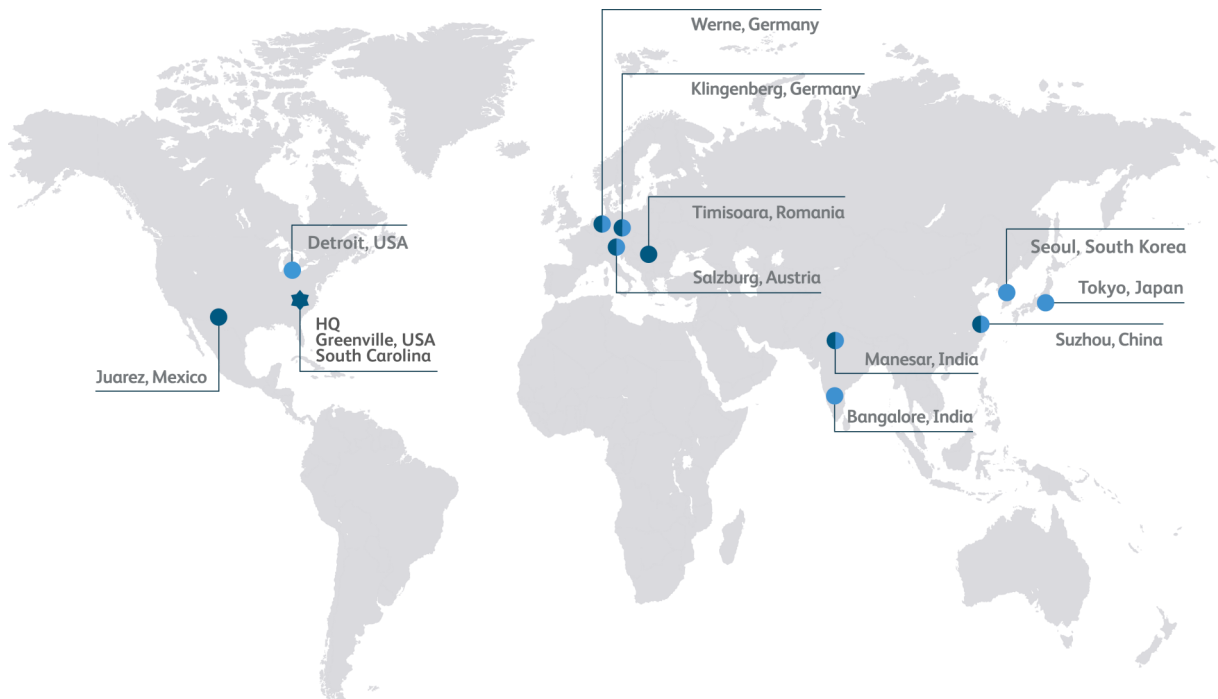 Werne, Germany
Klingenberg, Germany
Timisoara, Romania
Detroit, USA
Seoul, South Korea
Salzburg, Austria
Tokyo, Japan
HQ
Greenville, USA
South Carolina
Suzhou, China
Manesar, India
Juarez, Mexico
Bangalore, India